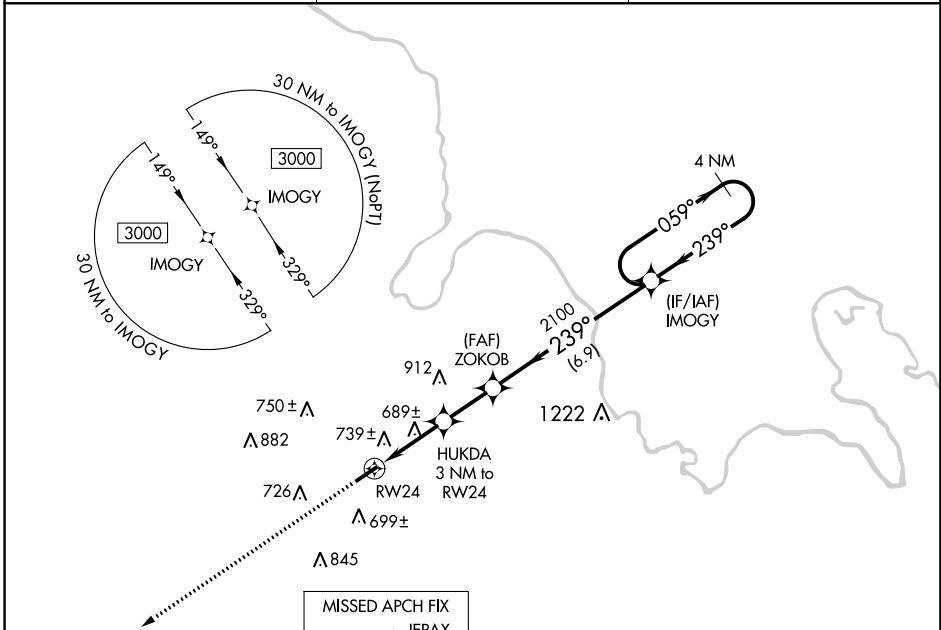 30 NM to IMOGY (NoPT)
149°
3000
IMOGY
329°
149°
3000
IMOGY
329°
30 NM to IMOGY
4 NM
059°
239°
(IF/IAF)
IMOGY
2100
239°
(6.9)
(FAF)
ZOKOB
912
1222
750 ±
689±
882
739±
HUKDA
3 NM to
RW24
726
RW24
699±
845
MISSED APCH FIX